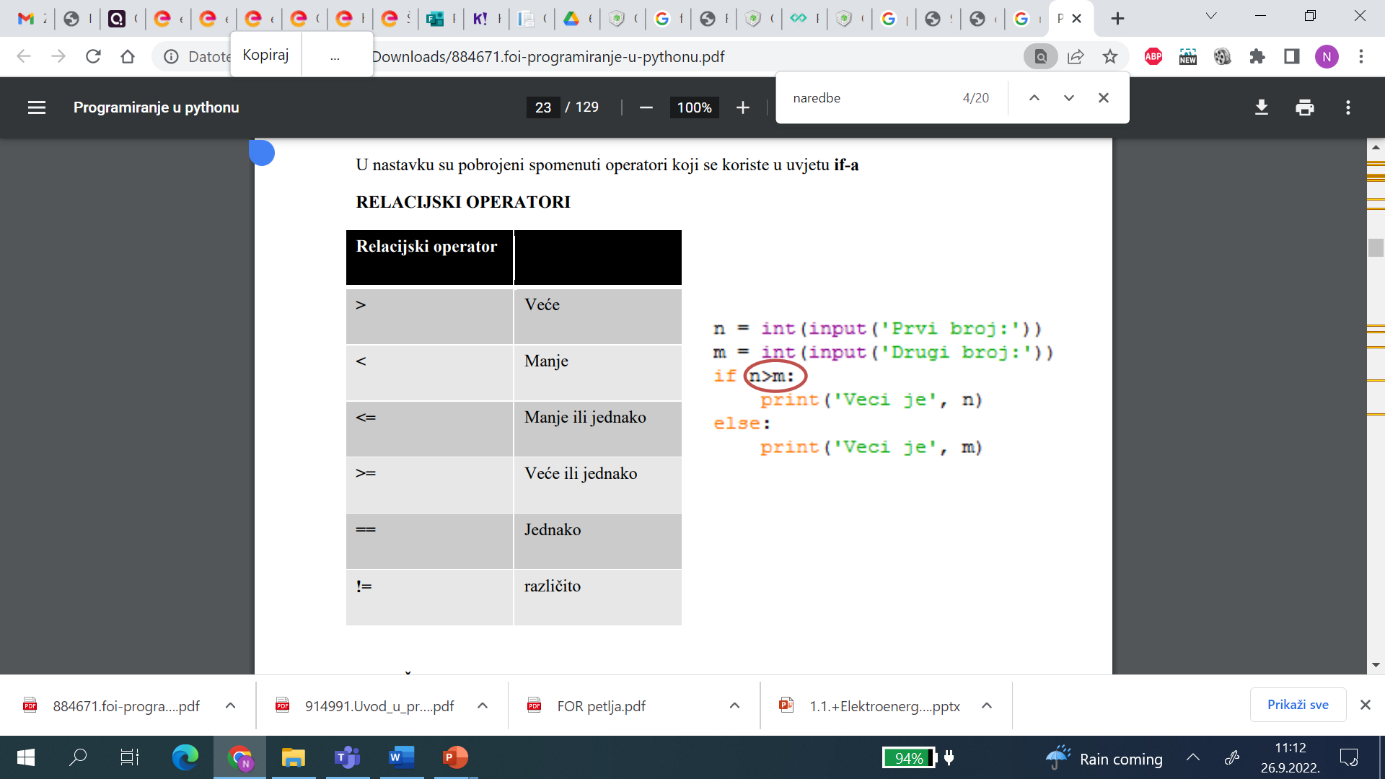 Kopiraj
...
Datote
Downloads/884671.foi-programiranje-u-pythonu.pdf
ABP
NEW
N
Programiranje u pythonu
23 / 129
100%
naredbe
4/20
U nastavku su pobrojeni spomenuti operatori koji se koriste u uvjetu if-a
RELACIJSKI OPERATORI
Relacijski operator
> Veće
< Manje
<= Manje ili jednako
>= Veće ili jednako
== Jednako
!= različito
n = int(input('Prvi broj:'))
m = int(input('Drugi broj:'))
if n>m:
    print('Veci je', n)
else:
    print('Veci je', m)
884671.foi-progra....pdf
914991.Uvod_u_pr....pdf
FOR petlja.pdf
1.1.+Elektroenerg....pptx
Prikaži sve
94%
Rain coming
11:12
26.9.2022.